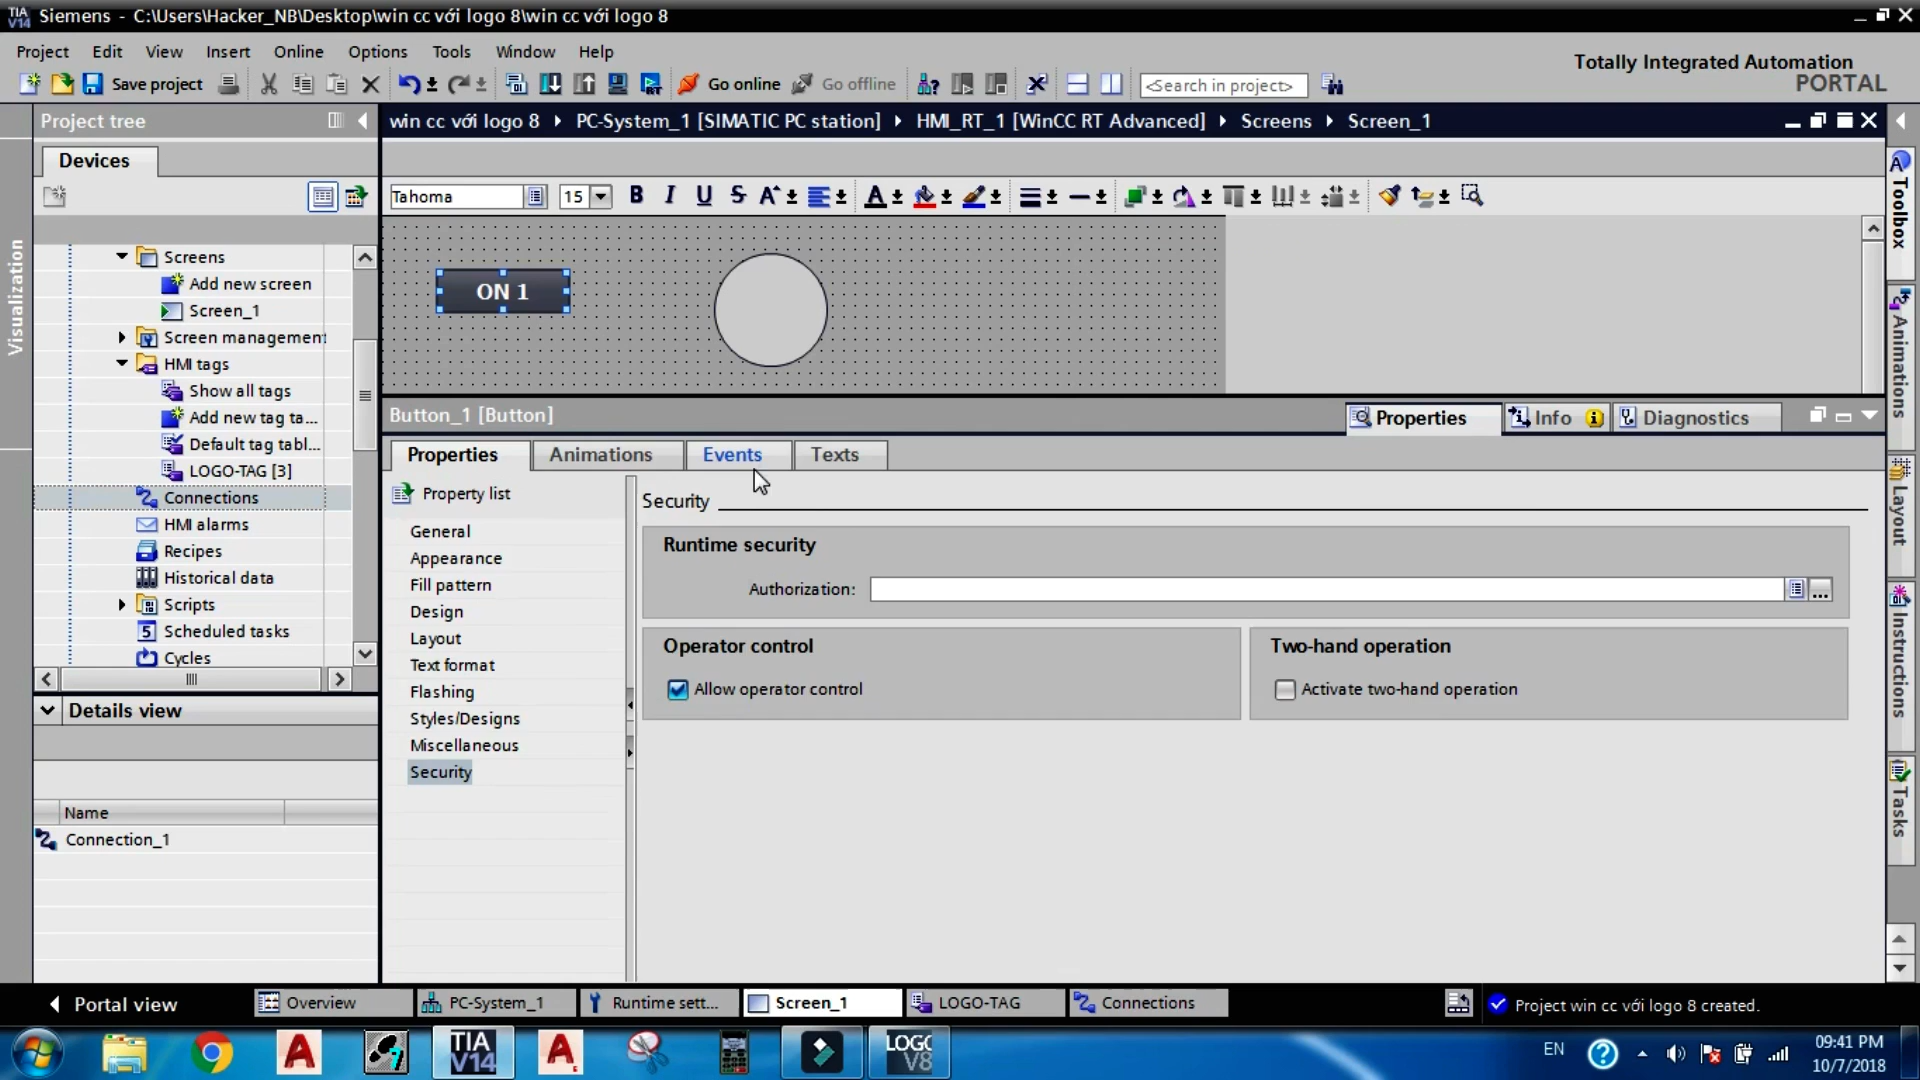 TIA
V14
Siemens - C:\Users\Hacker_NB\Desktop\win cc với logo 8\win cc với logo 8
Project Edit View Insert Online Options Tools Window Help
Totally Integrated Automation
PORTAL
Save project
Go online
Go offline
<Search in project>
Project tree
win cc với logo 8 PC-System_1 [SIMATIC PC station] HMI_RT_1 [WinCC RT Advanced] Screens Screen_1
Devices
Tahoma
15
B I U S A
Visualization
Screens
Add new screen
Screen_1
Screen management
HMI tags
Show all tags
Add new tag ta...
Default tag tabl...
LOGO-TAG [3]
Connections
HMI alarms
Recipes
Historical data
Scripts
Scheduled tasks
Cycles
ON 1
Toolbox
Animations
Layout
Instructions
Tasks
Button_1 [Button]
Properties
Info
Diagnostics
Properties
Animations
Events
Texts
Property list
General
Appearance
Fill pattern
Design
Layout
Text format
Flashing
Styles/Designs
Miscellaneous
Security
Security
Runtime security
Authorization:
...
Operator control
Allow operator control
Two-hand operation
Activate two-hand operation
Details view
Name
Connection_1
Portal view
Overview
PC-System_1
Runtime sett...
Screen_1
LOGO-TAG
Connections
Project win cc với logo 8 created.
TIA
V14
LOGO
V8
EN
09:41 PM
10/7/2018